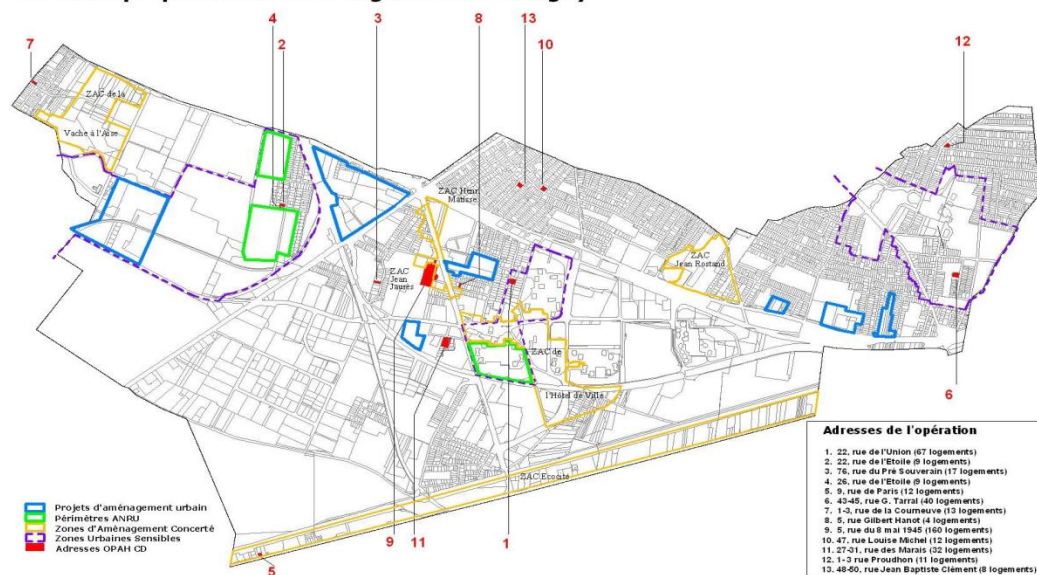 4
3
8
13
7
2
10
12
ZAC de la
Vache à l'Aise
ZAC Henri
Matisse
ZAC
Jean
Jaurès
ZAC
Jean Rostand
ZAC de
l'Hôtel de Ville
ZAC Ecocité
6
9
11
1
5
Projets d'aménagement urbain
Périmètres ANRU
Zones d'Aménagement Concerté
Zones Urbaines Sensibles
Adresses OPAH CD
Adresses de l'opération
1. 22, rue de l'Union (67 logements)
2. 22, rue de l'Etoile (9 logements)
3. 76, rue du Pré Souverain (17 logements)
4. 26, rue de l'Etoile (9 logements)
5. 9, rue de Paris (12 logements)
6. 43-45, rue G. Tarral (40 logements)
7. 1-3, rue de la Courneuve (13 logements)
8. 5, rue Gilbert Hanot (4 logements)
9. 5, rue du 8 mai 1945 (160 logements)
10. 47, rue Louise Michel (12 logements)
11. 27-31, rue des Marais (32 logements)
12. 1-3 rue Proudhon (11 logements)
13. 48-50, rue Jean Baptiste Clément (8 logements)